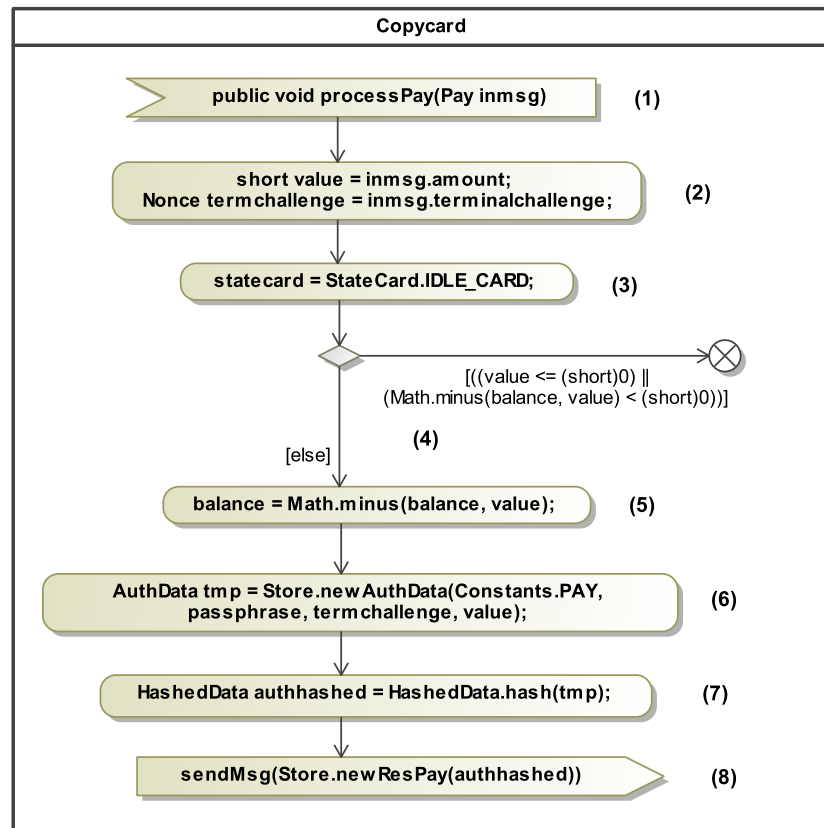 Copycard
public void processPay(Pay inmsg)
(1)
short value = inmsg.amount;
Nonce termchallenge = inmsg.terminalchallenge;
(2)
statecard = StateCard.IDLE_CARD;
(3)
[((value <= (short)0) ||
(Math.minus(balance, value) < (short)0))]
(4)
[else]
balance = Math.minus(balance, value);
(5)
AuthData tmp = Store.newAuthData(Constants.PAY,
passphrase, termchallenge, value);
(6)
HashedData authhashed = HashedData.hash(tmp);
(7)
sendMsg(Store.newResPay(authhashed))
(8)